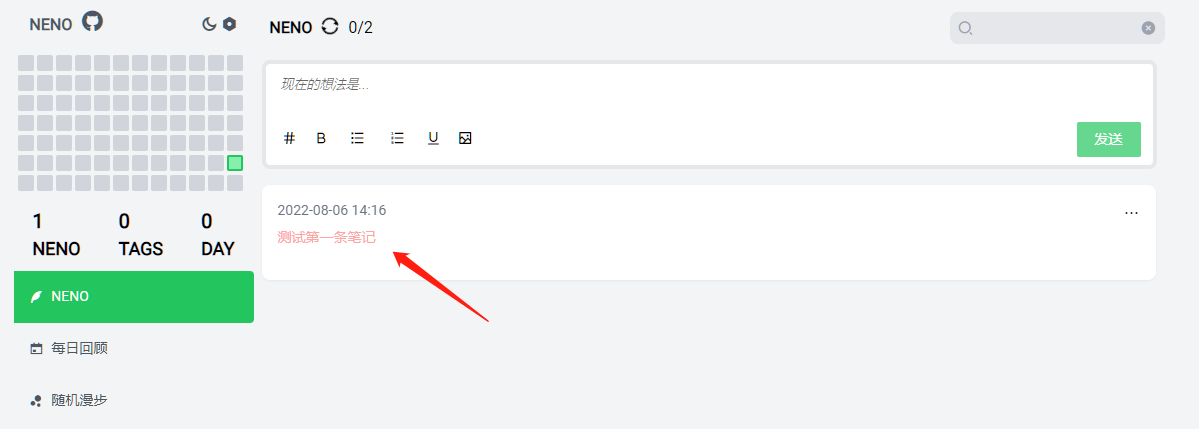 NENO
NENO 0/2
现在的想法是...
发送
1 0 0
NENO TAGS DAY
2022-08-06 14:16
测试第一条笔记
NENO
每日回顾
随机漫步